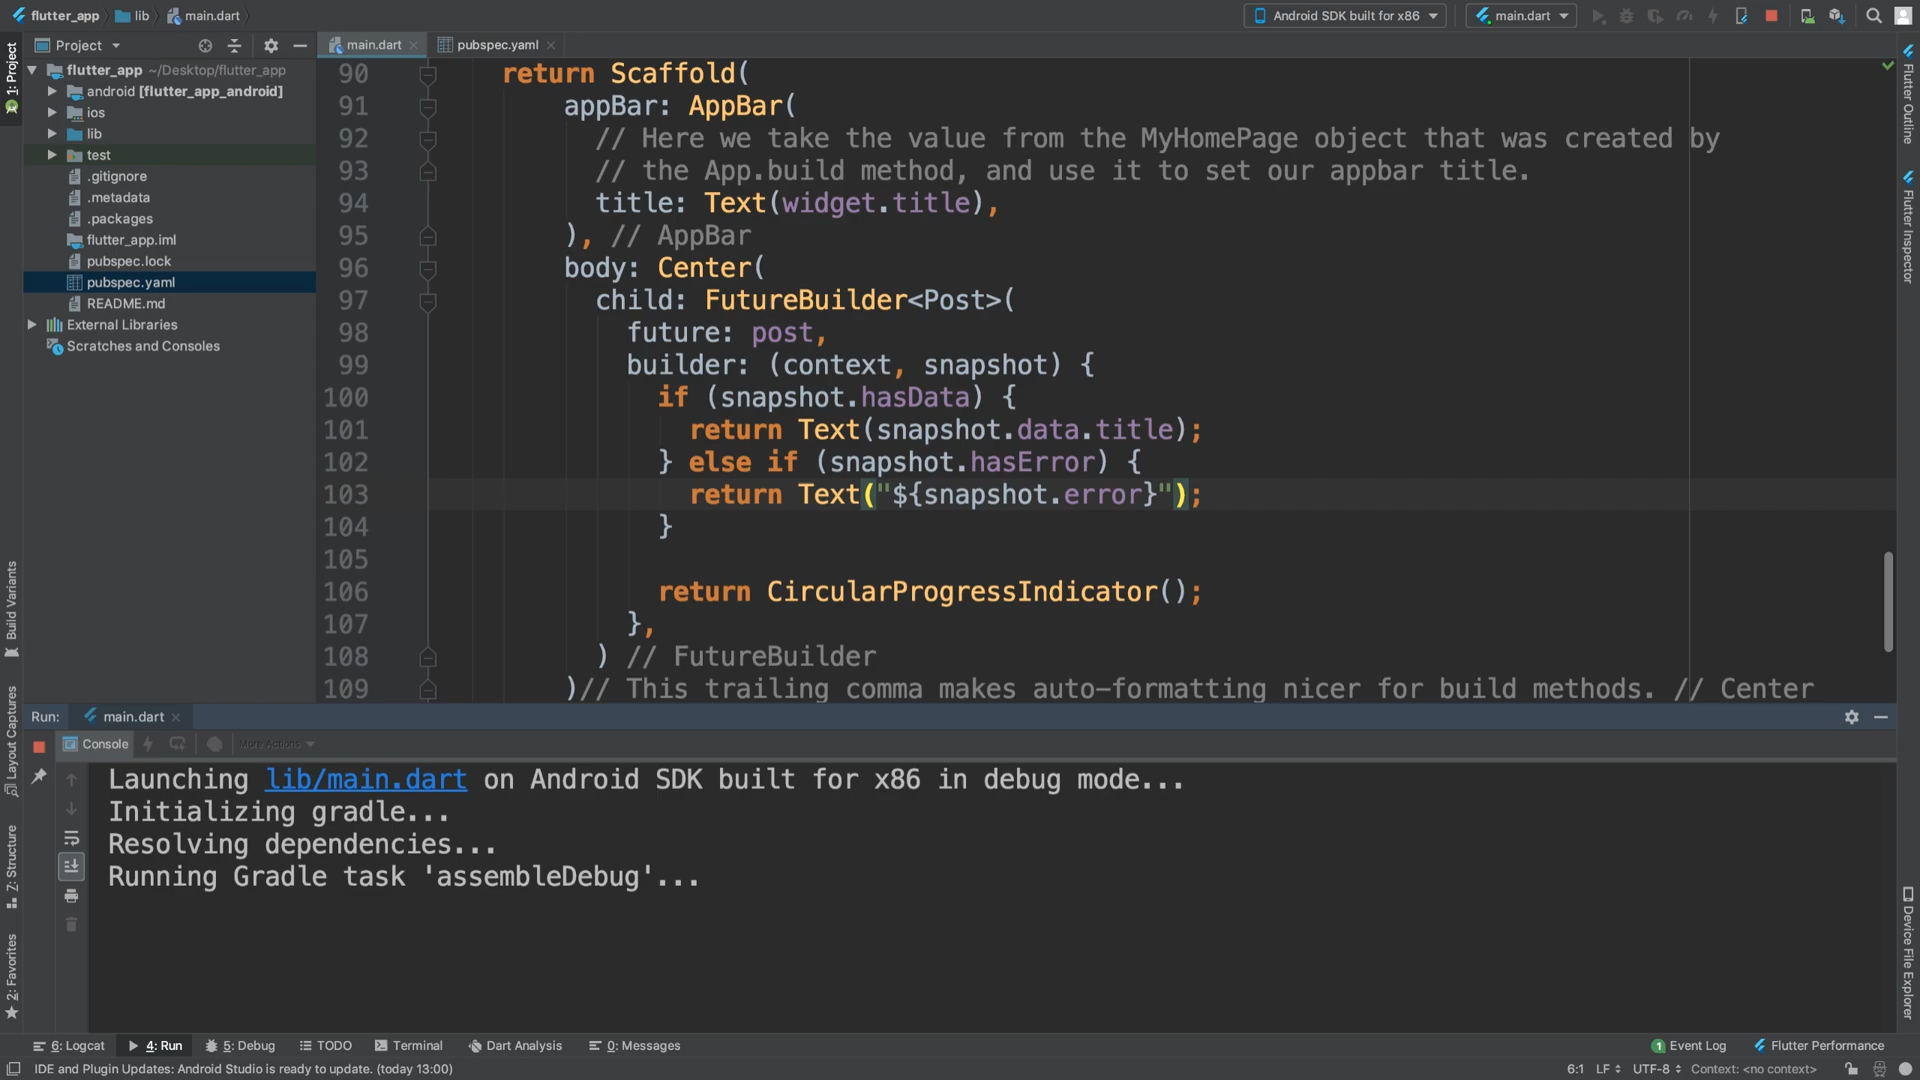 flutter_app lib main.dart
Android SDK built for x86 main.dart
1: Project
Project
main.dart pubspec.yaml
flutter_app ~/Desktop/flutter_app
android [flutter_app_android]
ios
lib
test
.gitignore
.metadata
.packages
flutter_app.iml
pubspec.lock
pubspec.yaml
README.md
External Libraries
Scratches and Consoles
90 return Scaffold(
91 appBar: AppBar(
92 // Here we take the value from the MyHomePage object that was created by
93 // the App.build method, and use it to set our appbar title.
94 title: Text(widget.title),
95 ), // AppBar
96 body: Center(
97 child: FutureBuilder<Post>(
98 future: post,
99 builder: (context, snapshot) {
100 if (snapshot.hasData) {
101 return Text(snapshot.data.title);
102 } else if (snapshot.hasError) {
103 return Text("${snapshot.error}");
104 }
105
106 return CircularProgressIndicator();
107 },
108 ) // FutureBuilder
109 )// This trailing comma makes auto-formatting nicer for build methods. // Center
Flutter Outline
Flutter Inspector
Device File Explorer
Build Variants
Layout Captures
Z: Structure
2: Favorites
Run: main.dart
Console More Actions
Launching lib/main.dart on Android SDK built for x86 in debug mode...
Initializing gradle...
Resolving dependencies...
Running Gradle task 'assembleDebug'...
6: Logcat 4: Run 5: Debug TODO Terminal Dart Analysis 0: Messages 1 Event Log Flutter Performance
IDE and Plugin Updates: Android Studio is ready to update. (today 13:00) 6:1 LF UTF-8 Context: <no context>